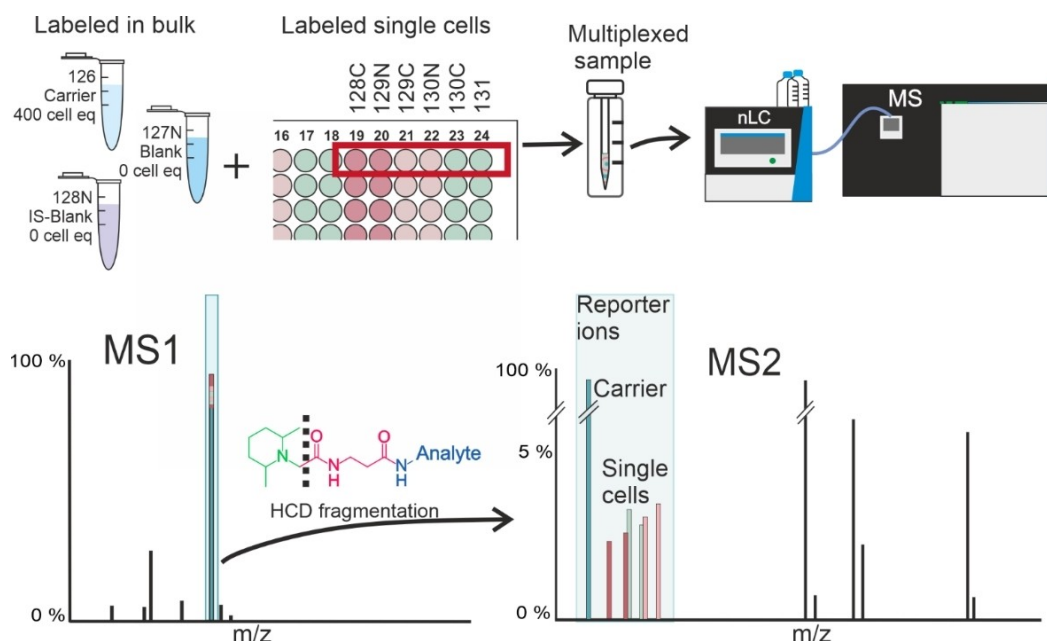 Labeled in bulk
126
Carrier
400 cell eq
127N
Blank
0 cell eq
128N
IS-Blank
0 cell eq
+
Labeled single cells
128C
129N
129C
130N
130C
131
16 17 18 19 20 21 22 23 24
Multiplexed
sample
nLC
MS
MS1
100 %
0 %
m/z
N
O
N
H
O
N
H
Analyte
HCD fragmentation
MS2
100 %
5 %
0 %
Reporter
ions
Carrier
Single
cells
m/z